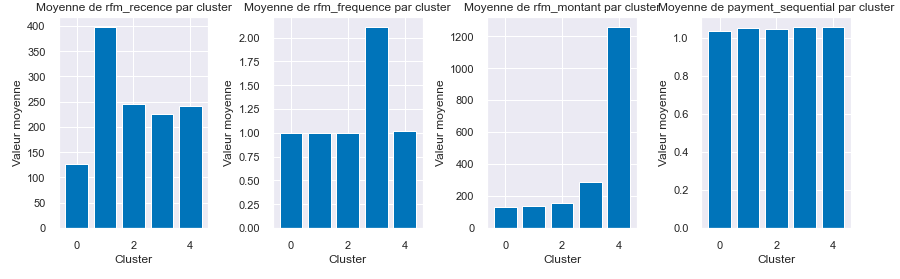 Moyenne de rfm_recence par cluster
Valeur moyenne
400
350
300
250
200
150
100
50
0
0 2 4
Cluster
Moyenne de rfm_frequence par cluster
Valeur moyenne
2.00
1.75
1.50
1.25
1.00
0.75
0.50
0.25
0.00
0 2 4
Cluster
Moyenne de rfm_montant par cluster
Valeur moyenne
1200
1000
800
600
400
200
0
0 2 4
Cluster
Moyenne de payment_sequential par cluster
Valeur moyenne
1.0
0.8
0.6
0.4
0.2
0.0
0 2 4
Cluster